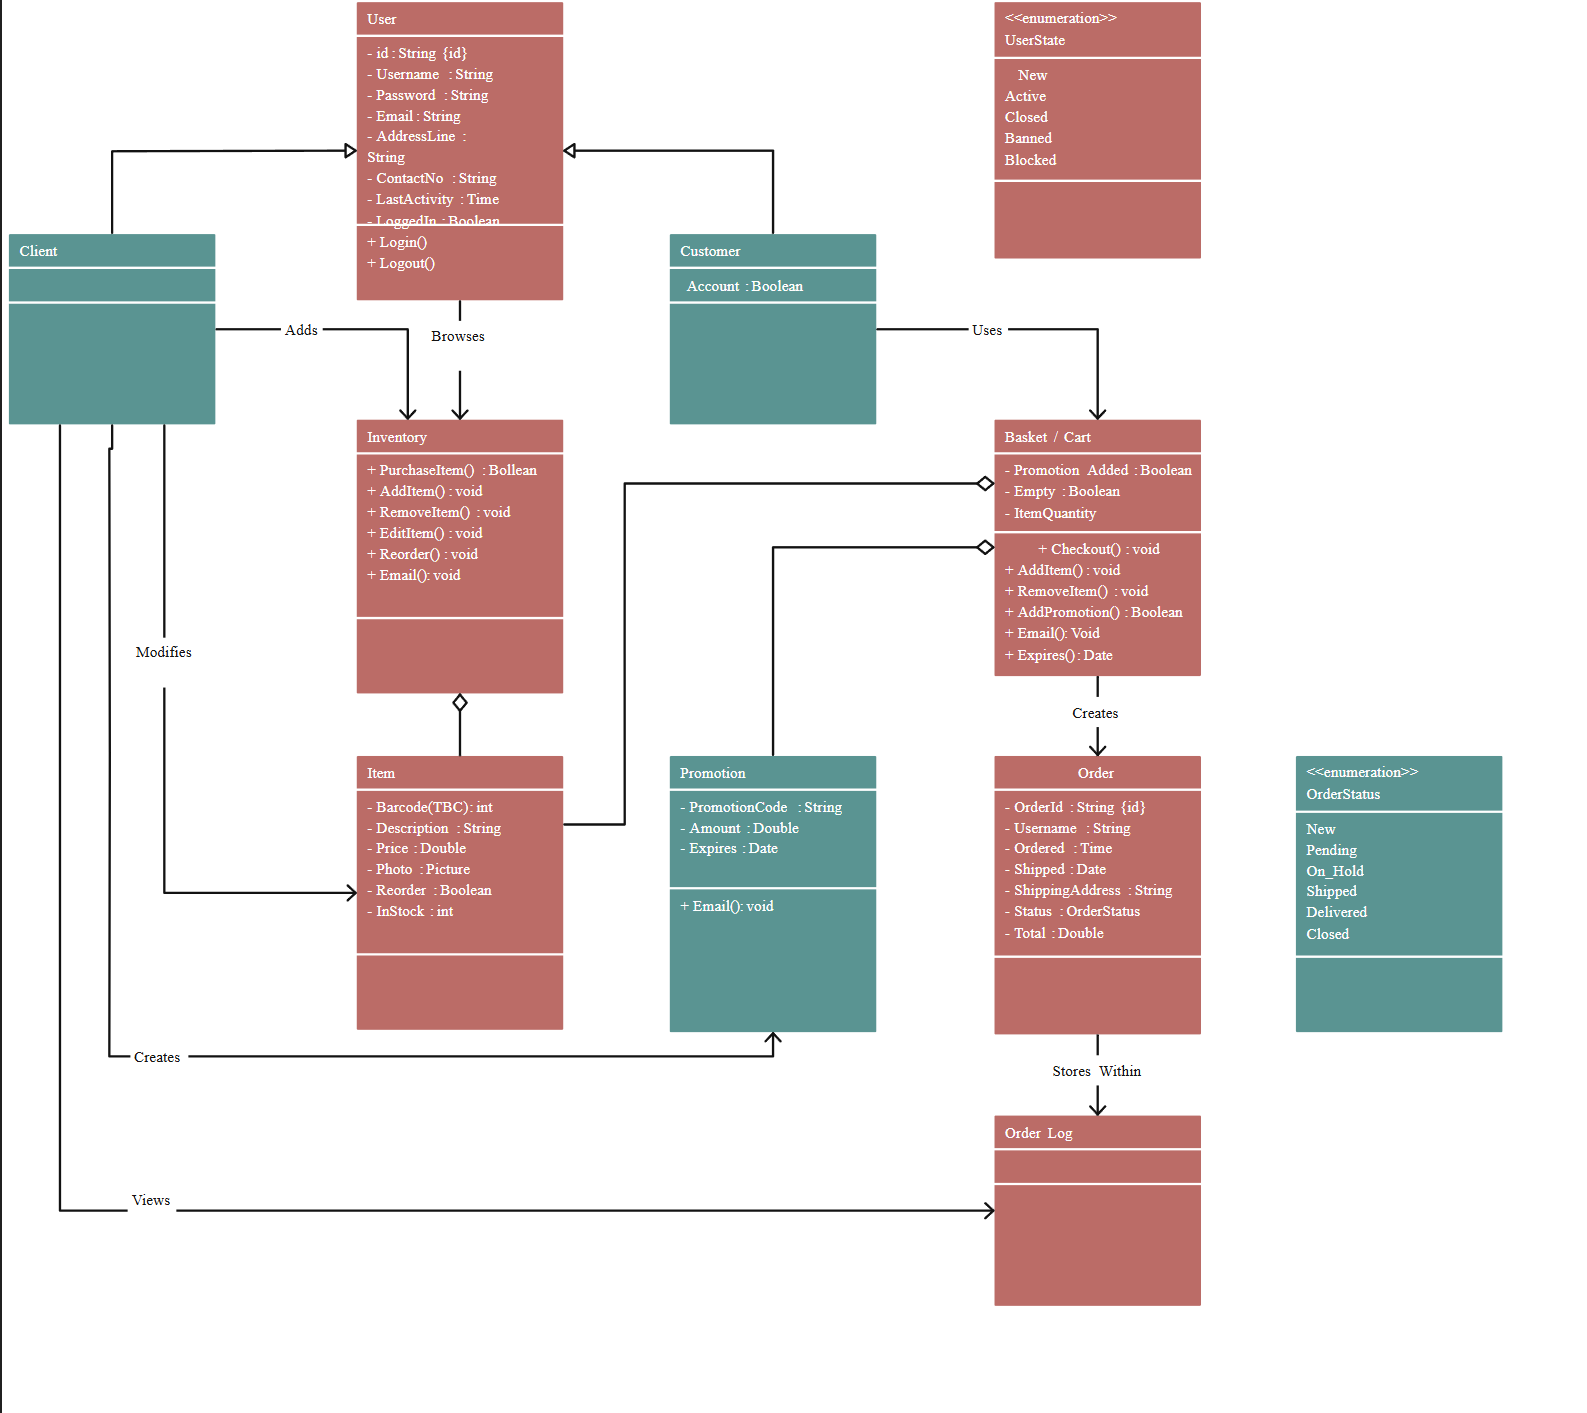 User
- id : String {id}
- Username : String
- Password : String
- Email : String
- AddressLine :
String
- ContactNo : String
- LastActivity : Time
- LoggedIn : Boolean
+ Login()
+ Logout()
<<enumeration>>
UserState
New
Active
Closed
Banned
Blocked
Client
Customer
Account : Boolean
Adds
Browses
Uses
Inventory
+ PurchaseItem() : Bollean
+ AddItem() : void
+ RemoveItem() : void
+ EditItem() : void
+ Reorder() : void
+ Email(): void
Basket / Cart
- Promotion Added : Boolean
- Empty : Boolean
- ItemQuantity
+ Checkout() : void
+ AddItem() : void
+ RemoveItem() : void
+ AddPromotion() : Boolean
+ Email(): Void
+ Expires() : Date
Modifies
Creates
Item
- Barcode(TBC) : int
- Description : String
- Price : Double
- Photo : Picture
- Reorder : Boolean
- InStock : int
Promotion
- PromotionCode : String
- Amount : Double
- Expires : Date
+ Email(): void
Order
- OrderId : String {id}
- Username : String
- Ordered : Time
- Shipped : Date
- ShippingAddress : String
- Status : OrderStatus
- Total : Double
<<enumeration>>
OrderStatus
New
Pending
On_Hold
Shipped
Delivered
Closed
Creates
Stores Within
Order Log
Views